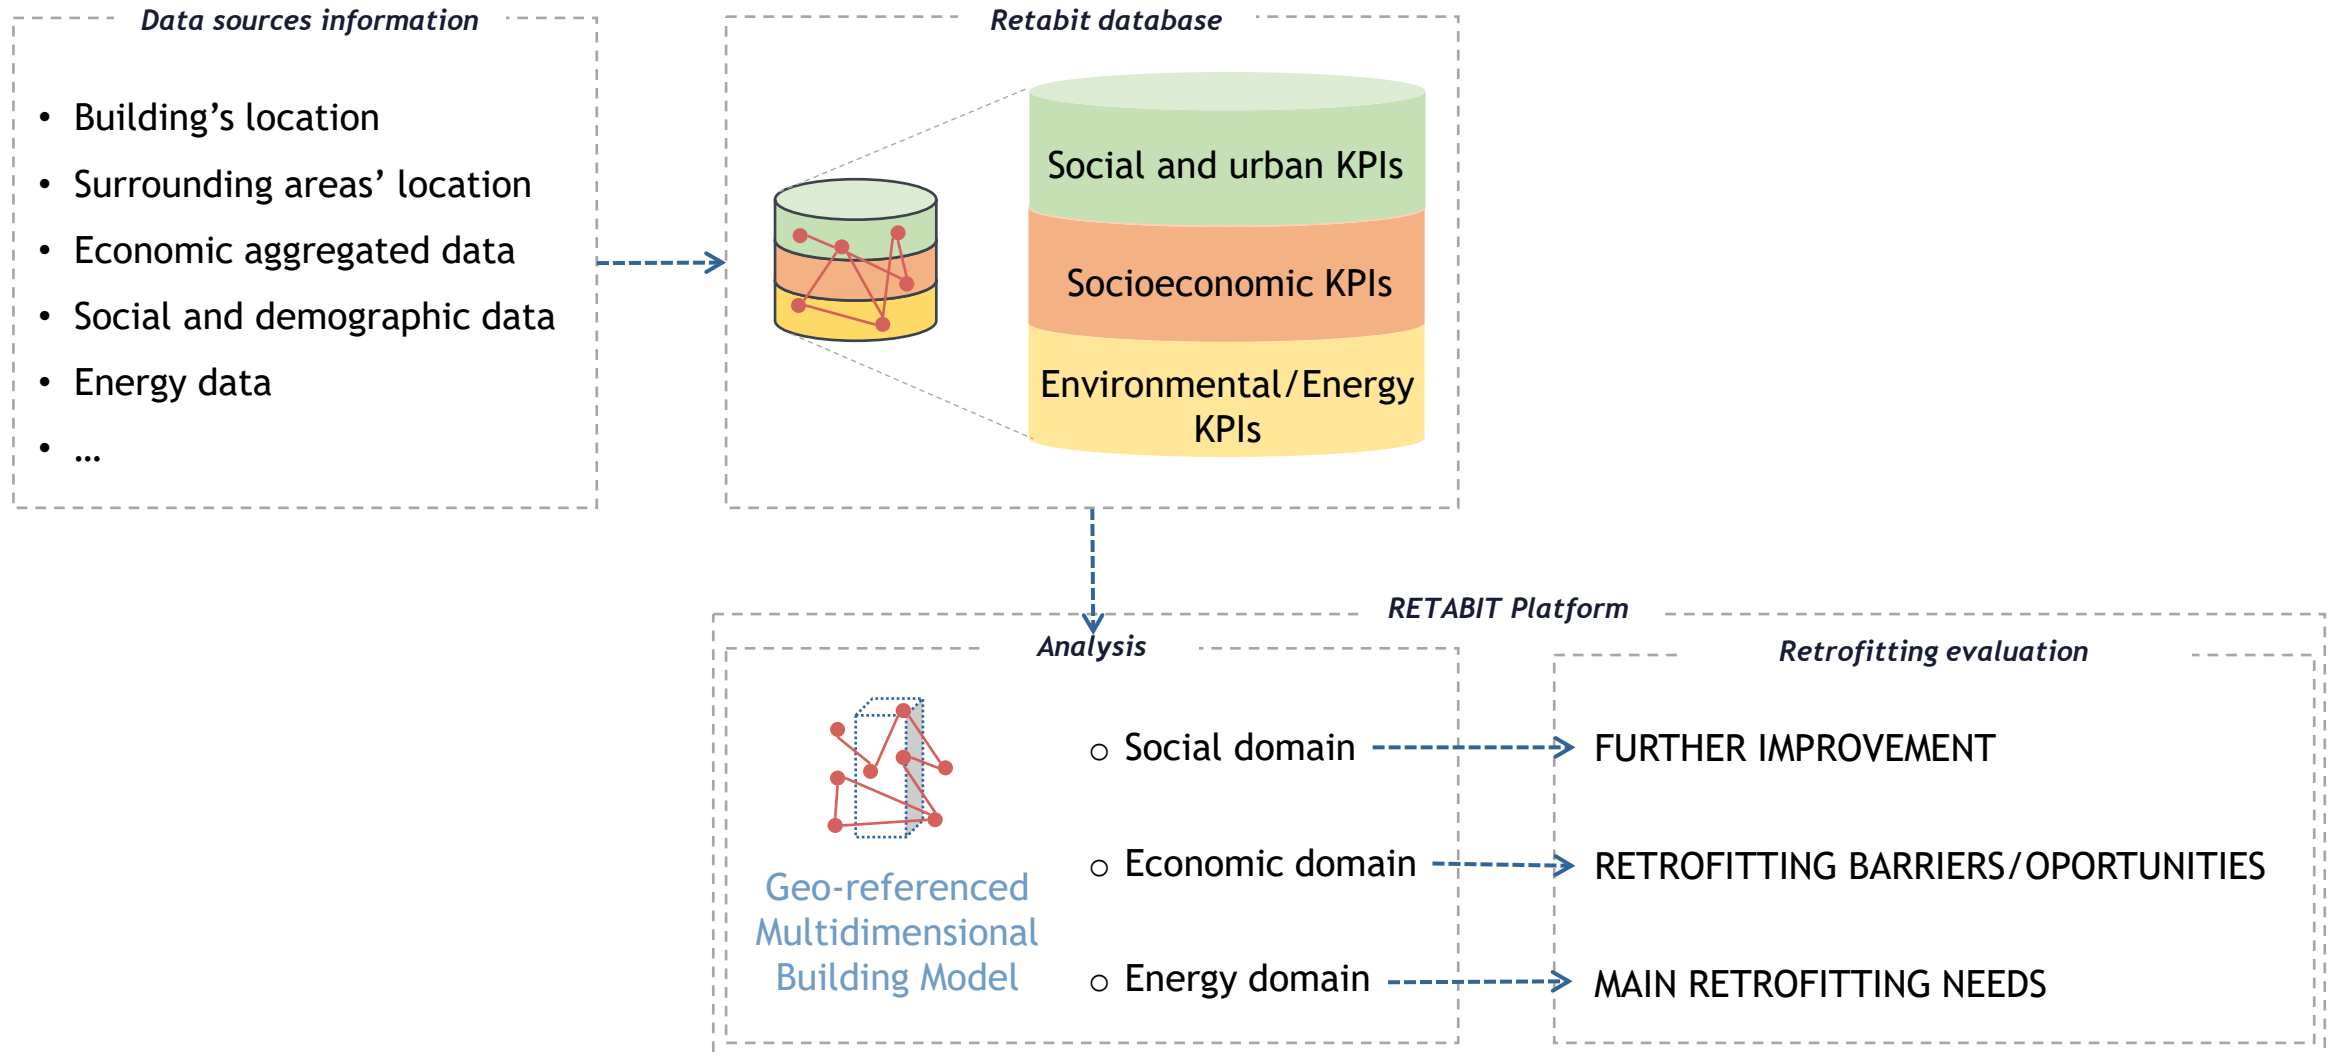 Data sources information
• Building’s location
• Surrounding areas’ location
• Economic aggregated data
• Social and demographic data
• Energy data
• …
Retabit database
Social and urban KPIs
Socioeconomic KPIs
Environmental/Energy
KPIs
RETABIT Platform
Analysis
Geo-referenced
Multidimensional
Building Model
o Social domain
o Economic domain
o Energy domain
Retrofitting evaluation
FURTHER IMPROVEMENT
RETROFITTING BARRIERS/OPORTUNITIES
MAIN RETROFITTING NEEDS